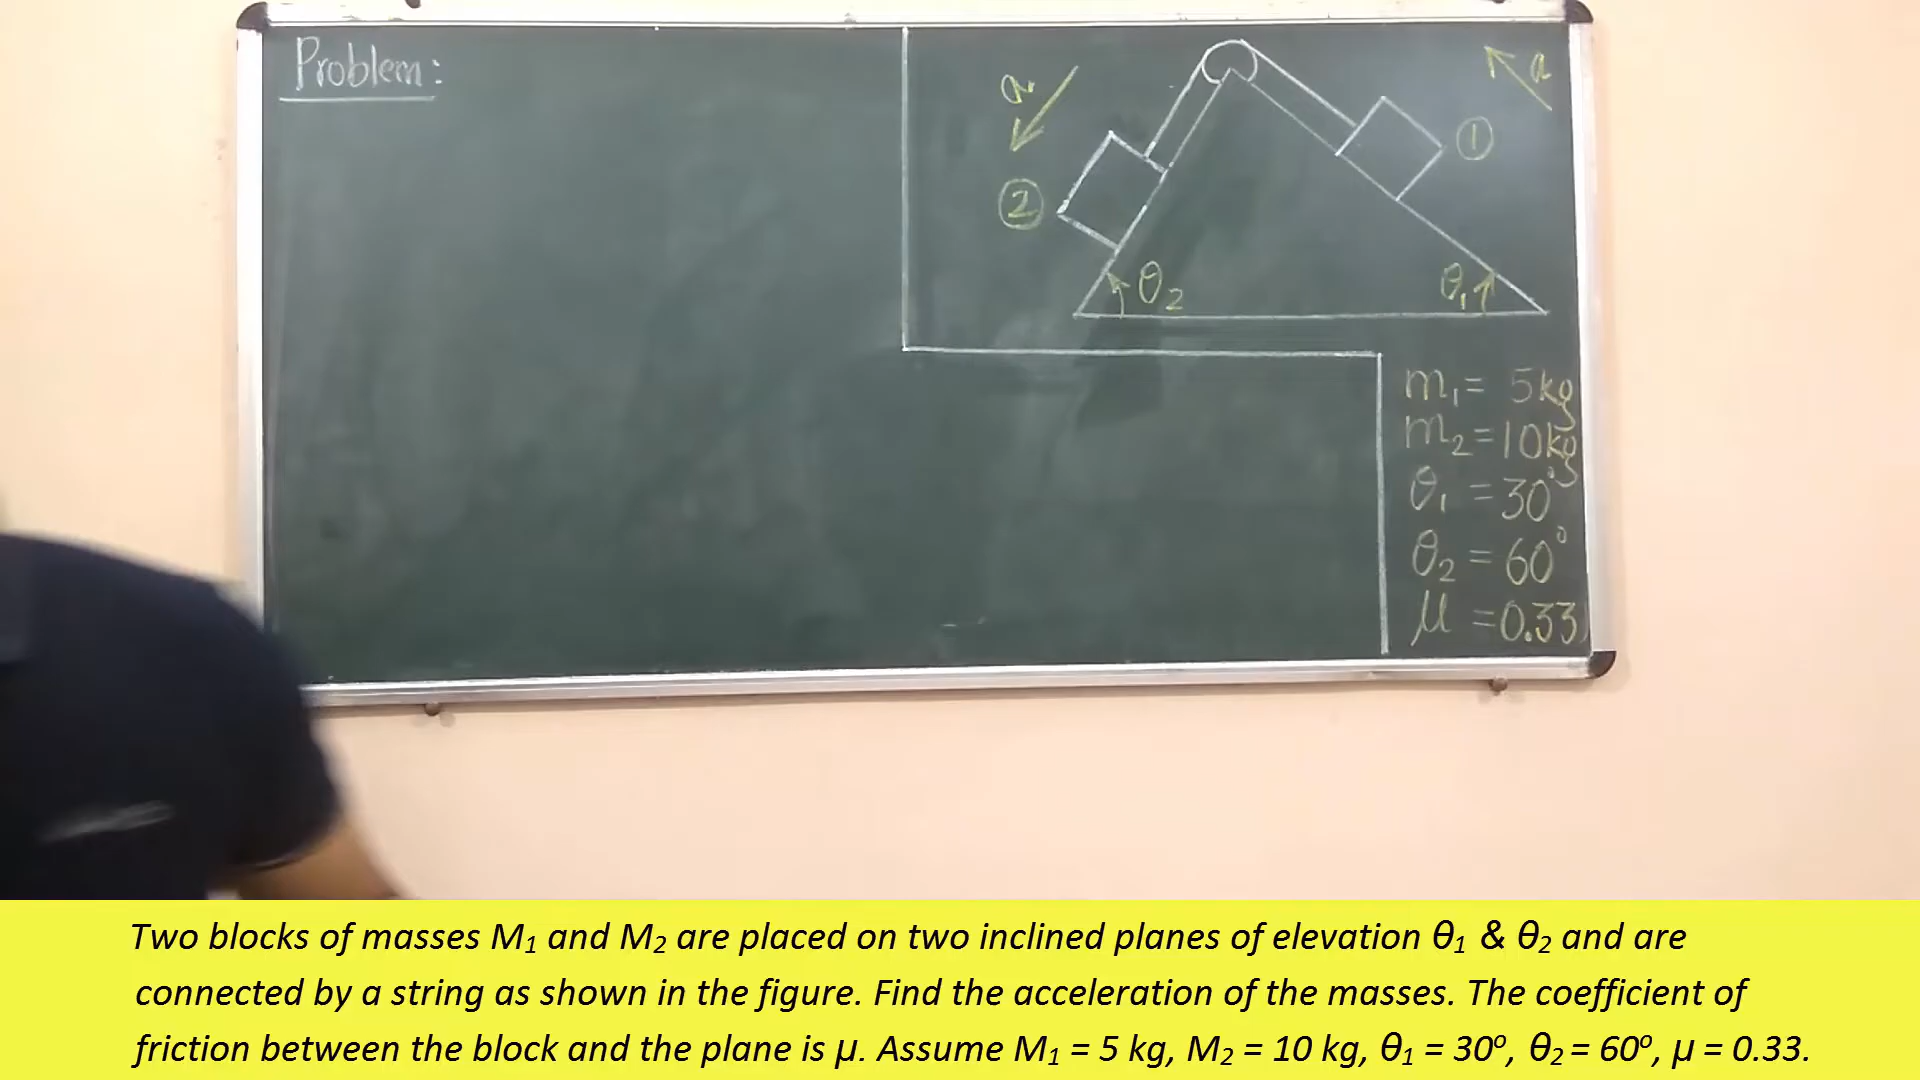 Problem:
a
a
1
2
θ2
θ1
m1 = 5kg
m2 = 10kg
θ1 = 30°
θ2 = 60°
μ = 0.33
Two blocks of masses M1 and M2 are placed on two inclined planes of elevation θ1 & θ2 and are
connected by a string as shown in the figure. Find the acceleration of the masses. The coefficient of
friction between the block and the plane is μ. Assume M1 = 5 kg, M2 = 10 kg, θ1 = 30o, θ2 = 60o, μ = 0.33.